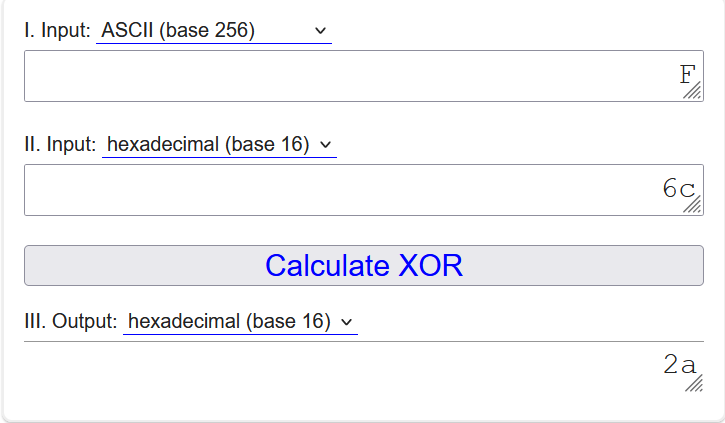 I. Input: ASCII (base 256)
F
II. Input: hexadecimal (base 16)
6c
Calculate XOR
III. Output: hexadecimal (base 16)
2a